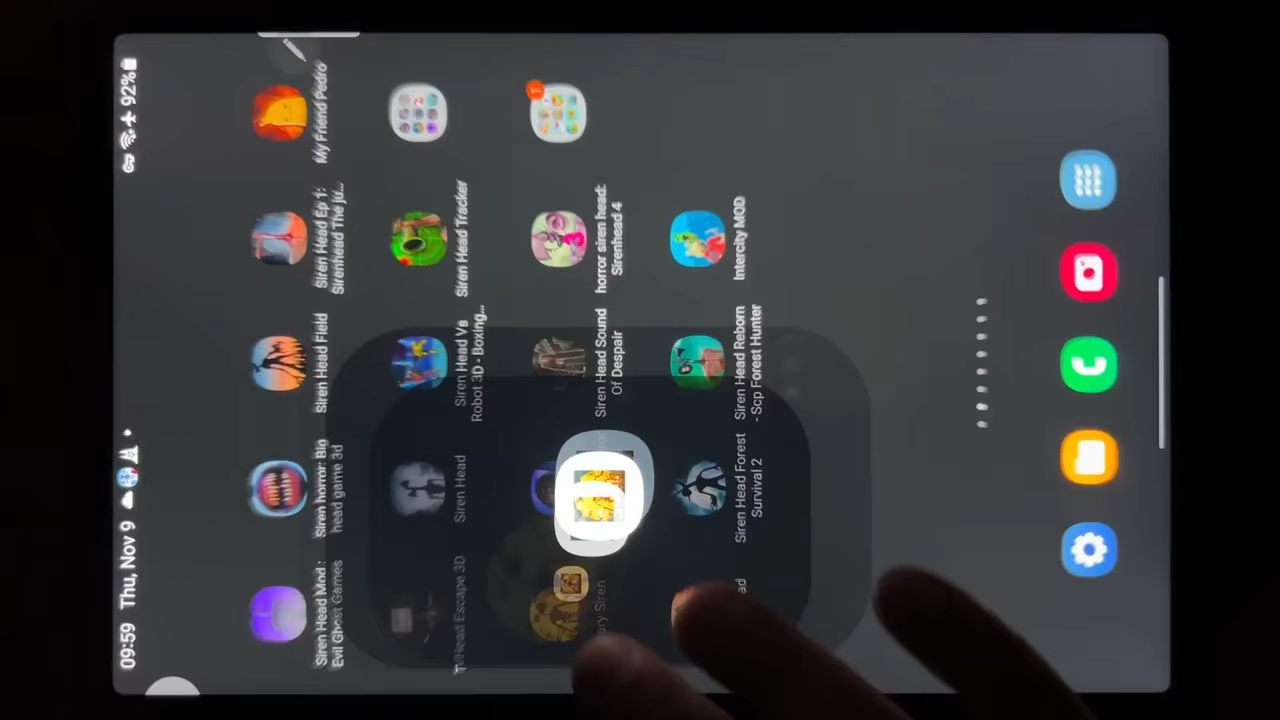 09:59 Thu, Nov 9
92%
Siren Head Mod :
Evil Ghost Games
Siren horror: Big
head game 3d
Siren Head Field
Siren Head Ep 1:
Sirenhead The ju...
My Friend Pedro
TV Head Escape 3D
Siren Head
Siren Head Vs
Robot 3D - Boxing...
Siren Head Tracker
Siren
Siren Head Sound
Of Despair
horror siren head:
Sirenhead 4
Siren Head Forest
Survival 2
Siren Head Reborn
- Scp Forest Hunter
Intercity MOD